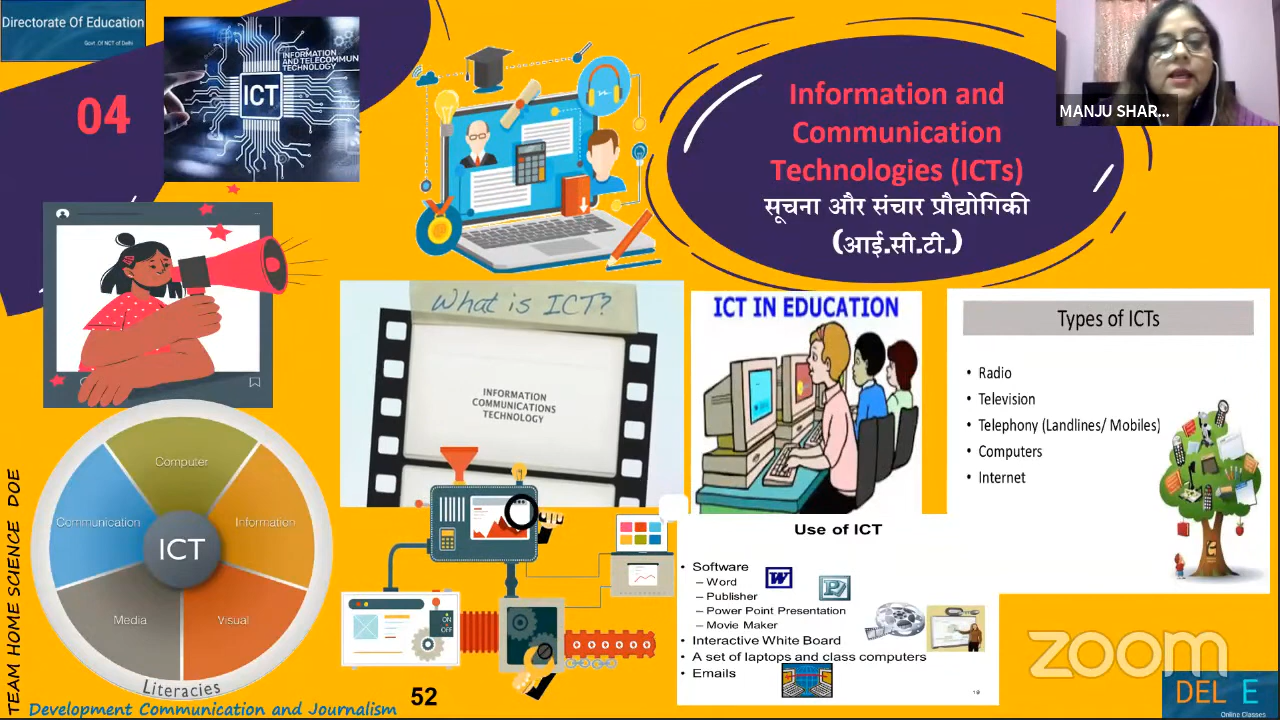 Directorate Of Education
Govt .Of NCT of Delhi
04
INFORMATION
AND TELECOMMUN
TECHNOLOGY
ICT
Information and
Communication
Technologies (ICTs)
सूचना और संचार प्रौद्योगिकी
(आई.सी.टी.)
MANJU SHAR...
What is ICT?
INFORMATION
COMMUNICATIONS
TECHNOLOGY
ICT IN EDUCATION
Types of ICTs
• Radio
• Television
• Telephony (Landlines/ Mobiles)
• Computers
• Internet
Computer
Communication
Information
ICT
Media
Visual
Literacies
ON
OFF
Use of ICT
• Software
– Word
– Publisher
– Power Point Presentation
– Movie Maker
• Interactive White Board
• A set of laptops and class computers
• Emails
19
TEAM HOME SCIENCE DOE
Development Communication and Journalism
52
zoom
DEL E
Online Classes